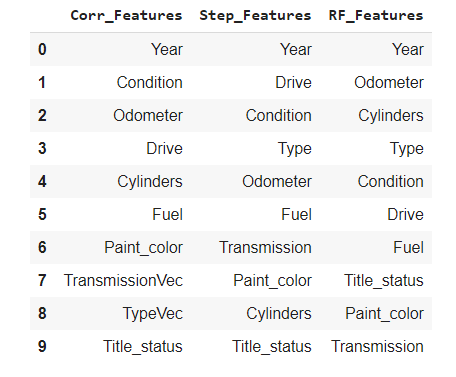 Corr_Features Step_Features RF_Features
0 Year Year Year
1 Condition Drive Odometer
2 Odometer Condition Cylinders
3 Drive Type Type
4 Cylinders Odometer Condition
5 Fuel Fuel Drive
6 Paint_color Transmission Fuel
7 TransmissionVec Paint_color Title_status
8 TypeVec Cylinders Paint_color
9 Title_status Title_status Transmission